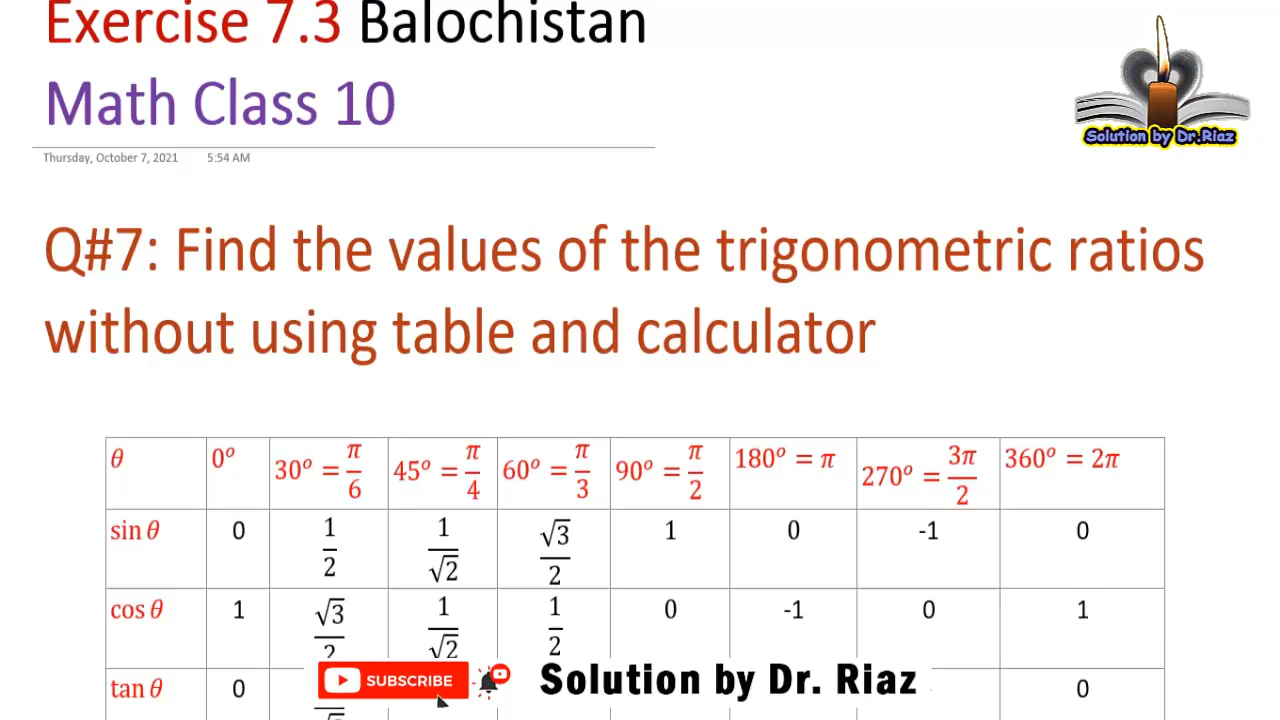 Exercise 7.3 Balochistan
Math Class 10
Solution by Dr.Riaz
Thursday, October 7, 2021 5:54 AM
Q#7: Find the values of the trigonometric ratios
without using table and calculator
θ 0° 30° = π/6 45° = π/4 60° = π/3 90° = π/2 180° = π 270° = 3π/2 360° = 2π
sin θ 0 1/2 1/√2 √3/2 1 0 -1 0
cos θ 1 √3/2 1/√2 1/2 0 -1 0 1
tan θ 0 0
SUBSCRIBE
Solution by Dr. Riaz